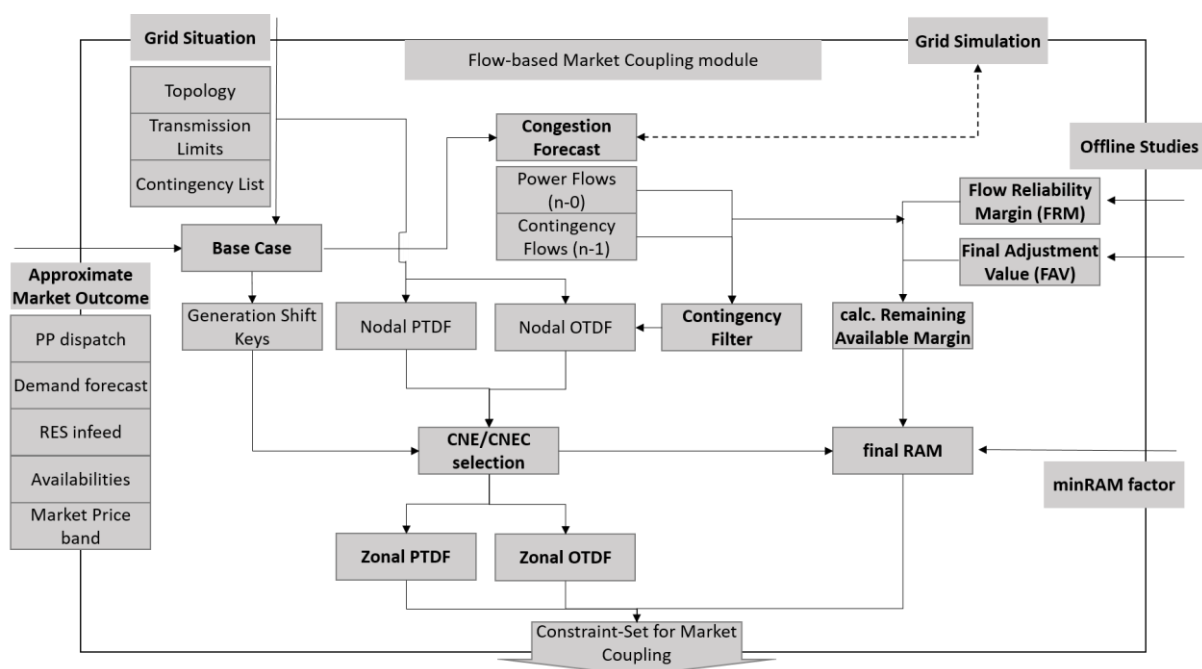 Grid Situation
Grid Simulation
Flow-based Market Coupling module
Topology
Transmission
Limits
Contingency List
Congestion
Forecast
Power Flows
(n-0)
Contingency
Flows (n-1)
Offline Studies
Flow Reliability
Margin (FRM)
Final Adjustment
Value (FAV)
Base Case
Approximate
Market Outcome
PP dispatch
Demand forecast
RES infeed
Availabilities
Market Price
band
Generation Shift
Keys
Nodal PTDF
Nodal OTDF
Contingency
Filter
calc. Remaining
Available Margin
CNE/CNEC
selection
final RAM
minRAM factor
Zonal PTDF
Zonal OTDF
Constraint-Set for Market
Coupling